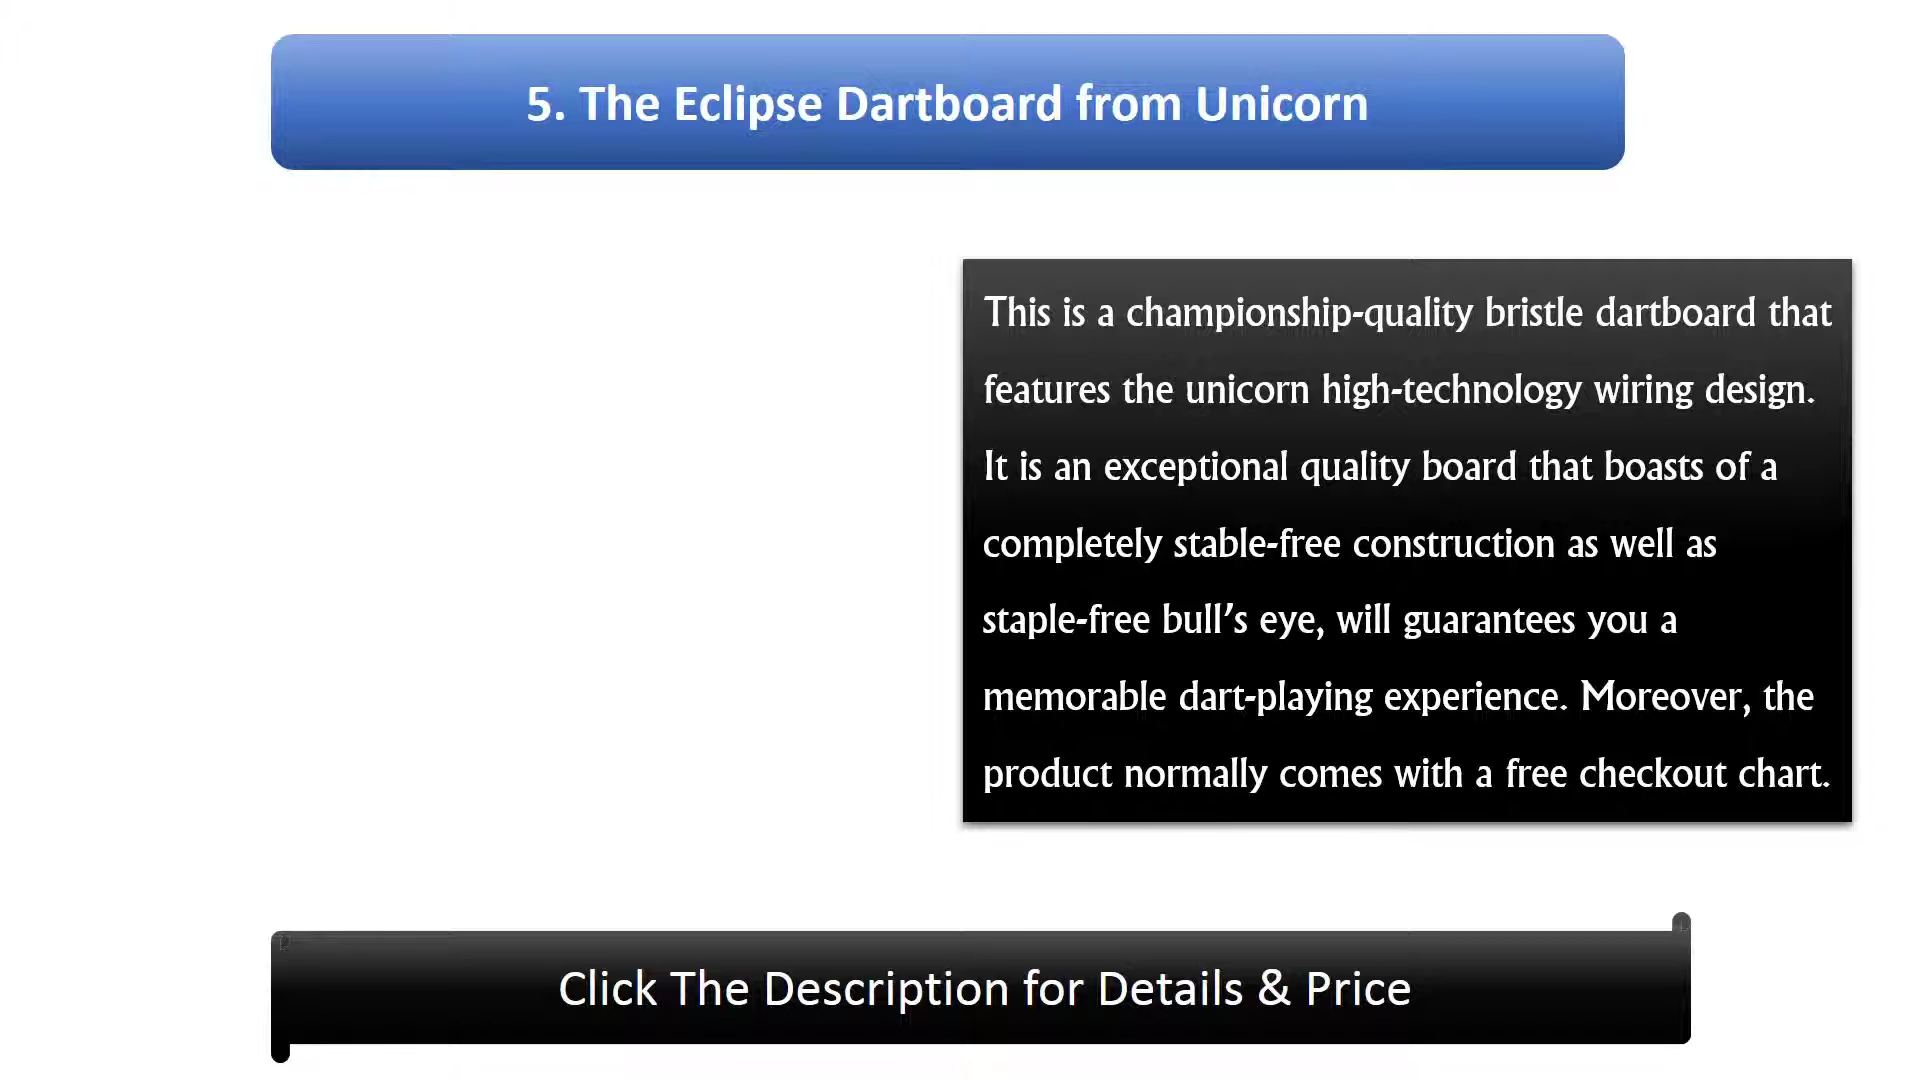 5. The Eclipse Dartboard from Unicorn
This is a championship-quality bristle dartboard that
features the unicorn high-technology wiring design.
It is an exceptional quality board that boasts of a
completely stable-free construction as well as
staple-free bull’s eye, will guarantees you a
memorable dart-playing experience. Moreover, the
product normally comes with a free checkout chart.
Click The Description for Details & Price